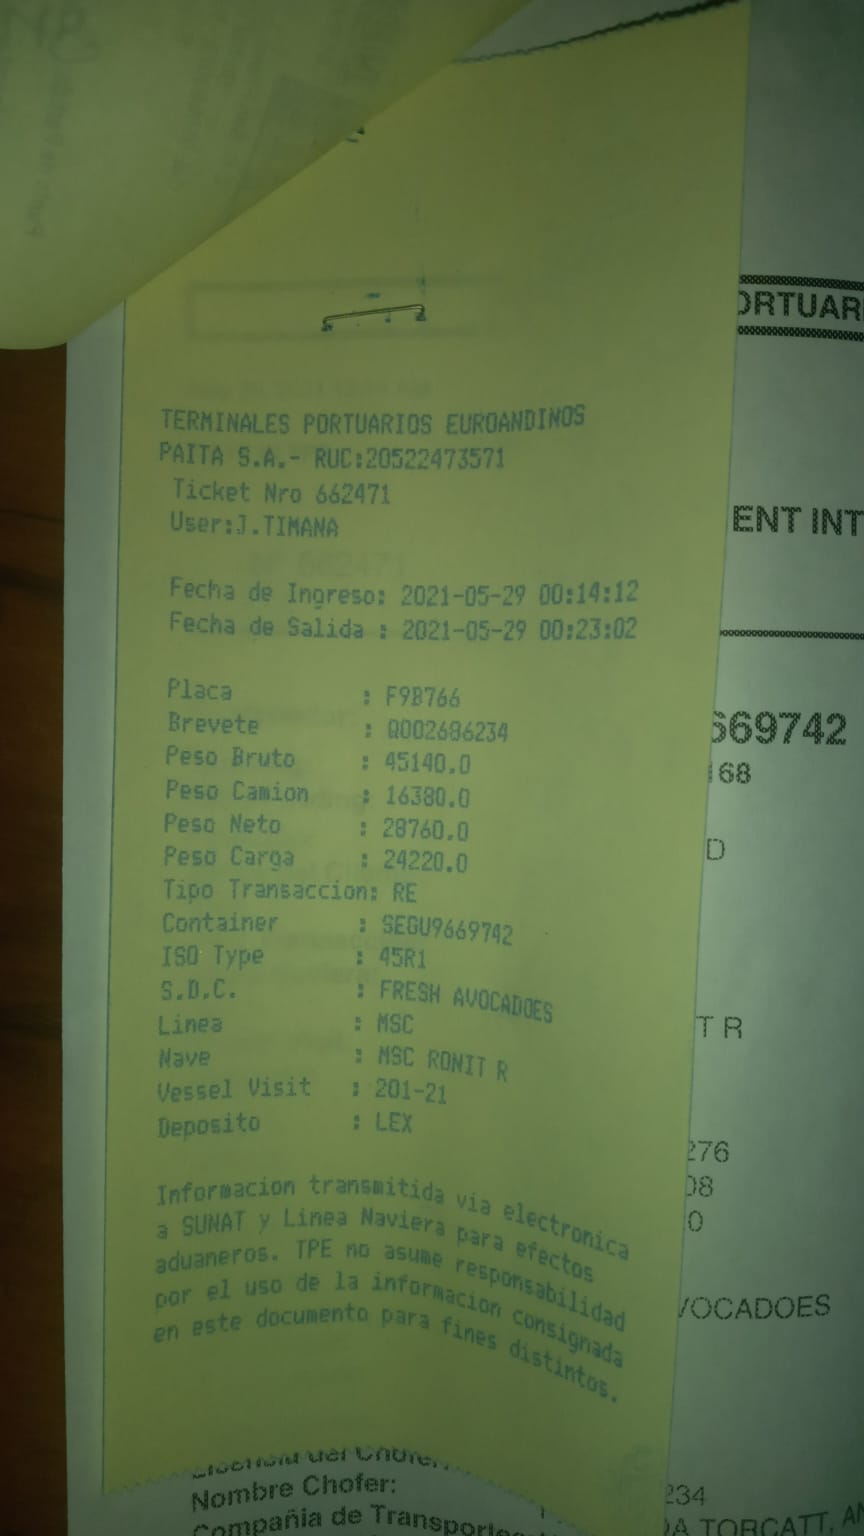 TERMINALES PORTUARIOS EUROANDINOS
PAITA S.A.- RUC:20522473571
Ticket Nro 662471
User:J.TIMANA
Fecha de Ingreso: 2021-05-29 00:14:12
Fecha de Salida : 2021-05-29 00:23:02
Placa : F9B766
Brevete : Q002686234
Peso Bruto : 45140.0
Peso Camion : 16380.0
Peso Neto : 28760.0
Peso Carga : 24220.0
Tipo Transaccion: RE
Container : SEGU9669742
ISO Type : 45R1
S.D.C. : FRESH AVOCADOES
Linea : MSC
Nave : MSC RONIT R
Vessel Visit : 201-21
Deposito : LEX
Informacion transmitida via electronica
a SUNAT y Linea Naviera para efectos
aduaneros. TPE no asume responsabilidad
por el uso de la informacion consignada
en este documento para fines distintos.
ORTUAR
ENT INT
669742
168
D
T R
276
08
0
VOCADOES
Licencia del Chofer
Nombre Chofer:
234
Compañia de Transporte
DA TORCATT, AN